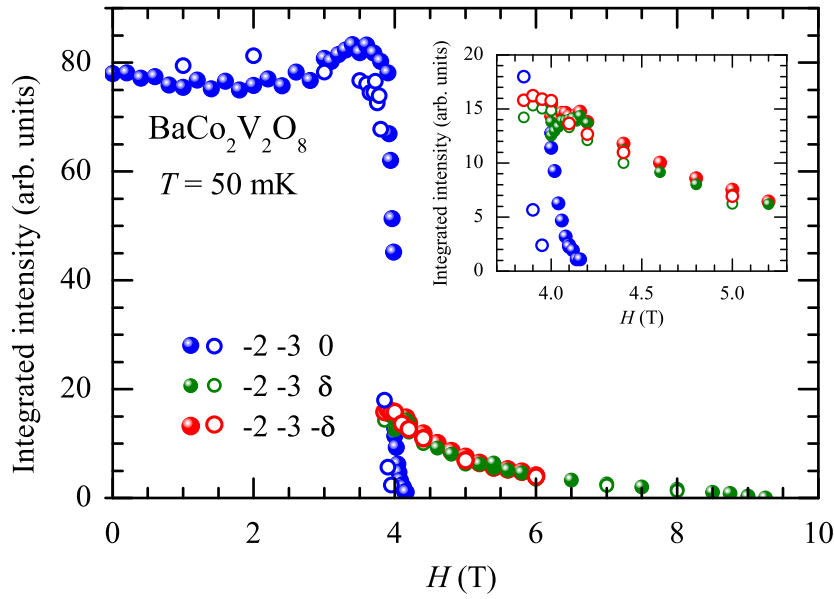 Integrated intensity (arb. units)
80
60
40
20
0
BaCo₂V₂O₈
T = 50 mK
-2 -3 0
-2 -3 δ
-2 -3 -δ
0 2 4 6 8 10
H (T)
Integrated intensity (arb. units)
20
15
10
5
0
4.0 4.5 5.0
H (T)